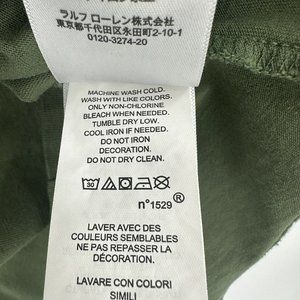 ラルフ ローレン株式会社
東京都千代田区永田町2-10-1
0120-3274-20
MACHINE WASH COLD.
WASH WITH LIKE COLORS.
ONLY NON-CHLORINE
BLEACH WHEN NEEDED.
TUMBLE DRY LOW.
COOL IRON IF NEEDED.
DO NOT IRON
DECORATION.
DO NOT DRY CLEAN.
30
n°1529®
LAVER AVEC DES
COULEURS SEMBLABLES
NE PAS REPASSER LA
DÉCORATION.
LAVARE CON COLORI
SIMILI